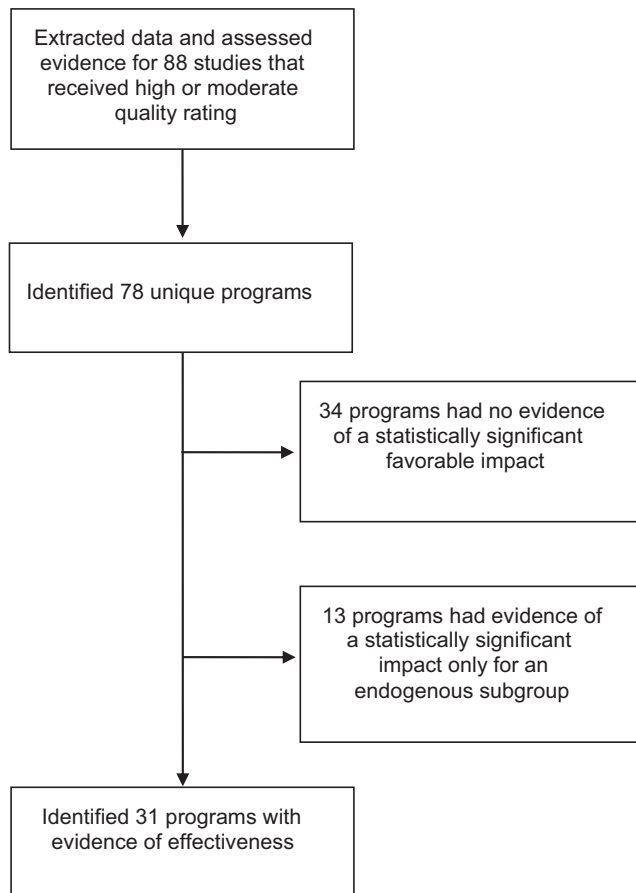 Extracted data and assessed
evidence for 88 studies that
received high or moderate
quality rating
Identified 78 unique programs
34 programs had no evidence
of a statistically significant
favorable impact
13 programs had evidence of
a statistically significant
impact only for an
endogenous subgroup
Identified 31 programs with
evidence of effectiveness